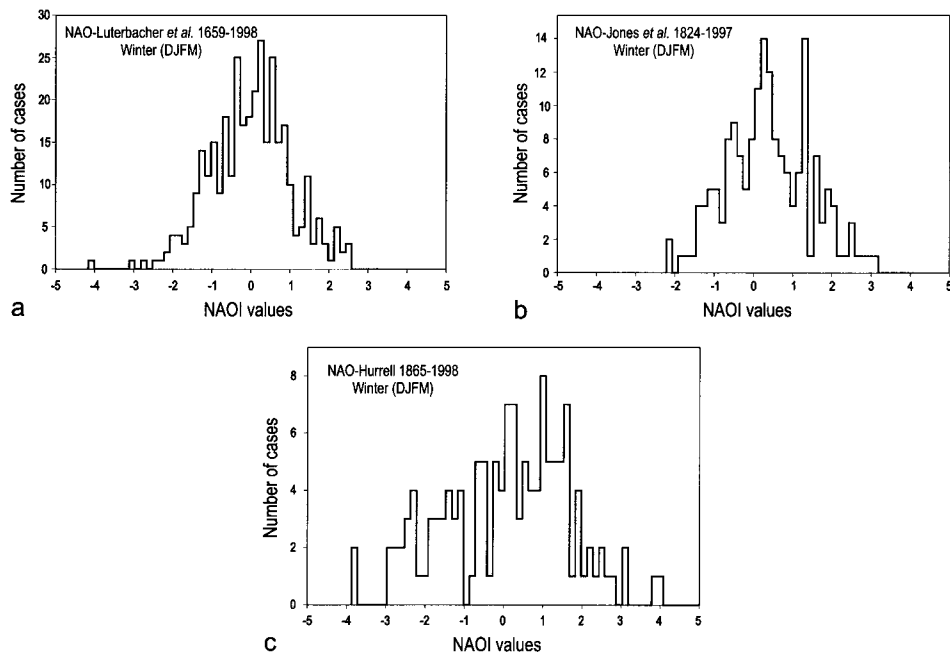 NAO-Luterbacher et al. 1659-1998
Winter (DJFM)
Number of cases
30
25
20
15
10
5
0
-5 -4 -3 -2 -1 0 1 2 3 4 5
NAOI values
a
NAO-Jones et al. 1824-1997
Winter (DJFM)
Number of cases
14
12
10
8
6
4
2
0
-5 -4 -3 -2 -1 0 1 2 3 4 5
NAOI values
b
NAO-Hurrell 1865-1998
Winter (DJFM)
Number of cases
8
6
4
2
0
-5 -4 -3 -2 -1 0 1 2 3 4 5
NAOI values
c